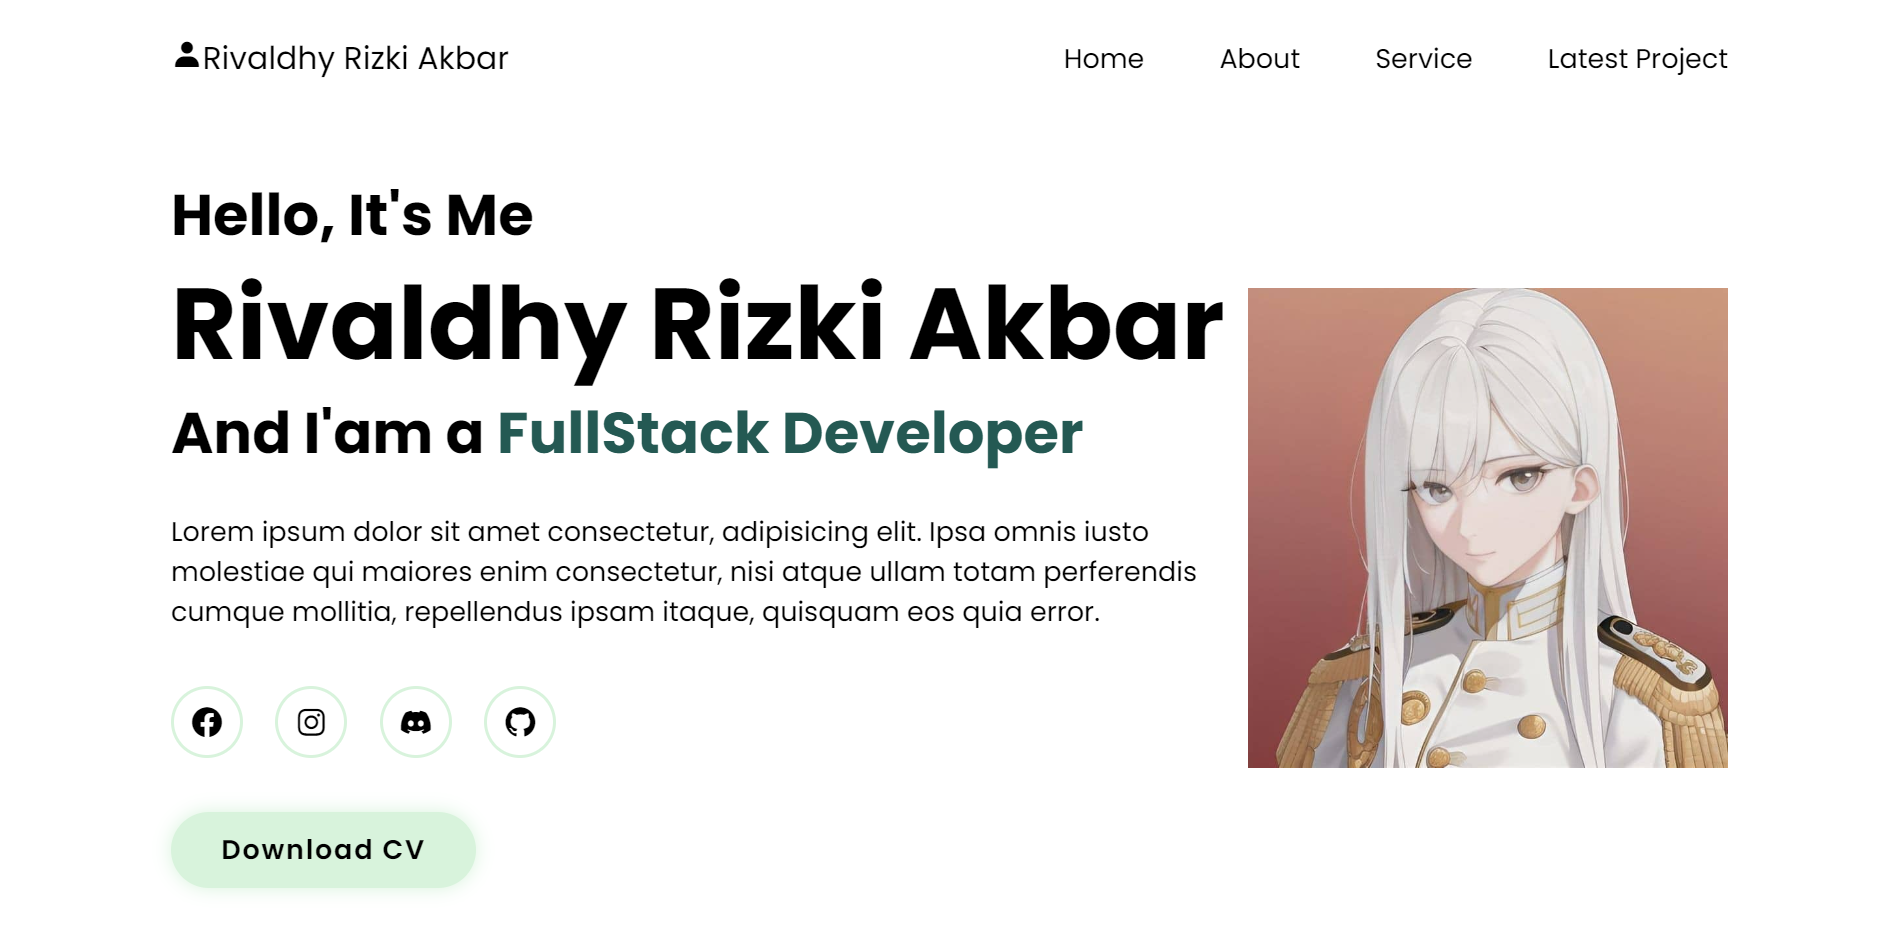 Rivaldhy Rizki Akbar
Home About Service Latest Project
Hello, It's Me
Rivaldhy Rizki Akbar
And I'am a FullStack Developer
Lorem ipsum dolor sit amet consectetur, adipisicing elit. Ipsa omnis iusto
molestiae qui maiores enim consectetur, nisi atque ullam totam perferendis
cumque mollitia, repellendus ipsam itaque, quisquam eos quia error.
Download CV